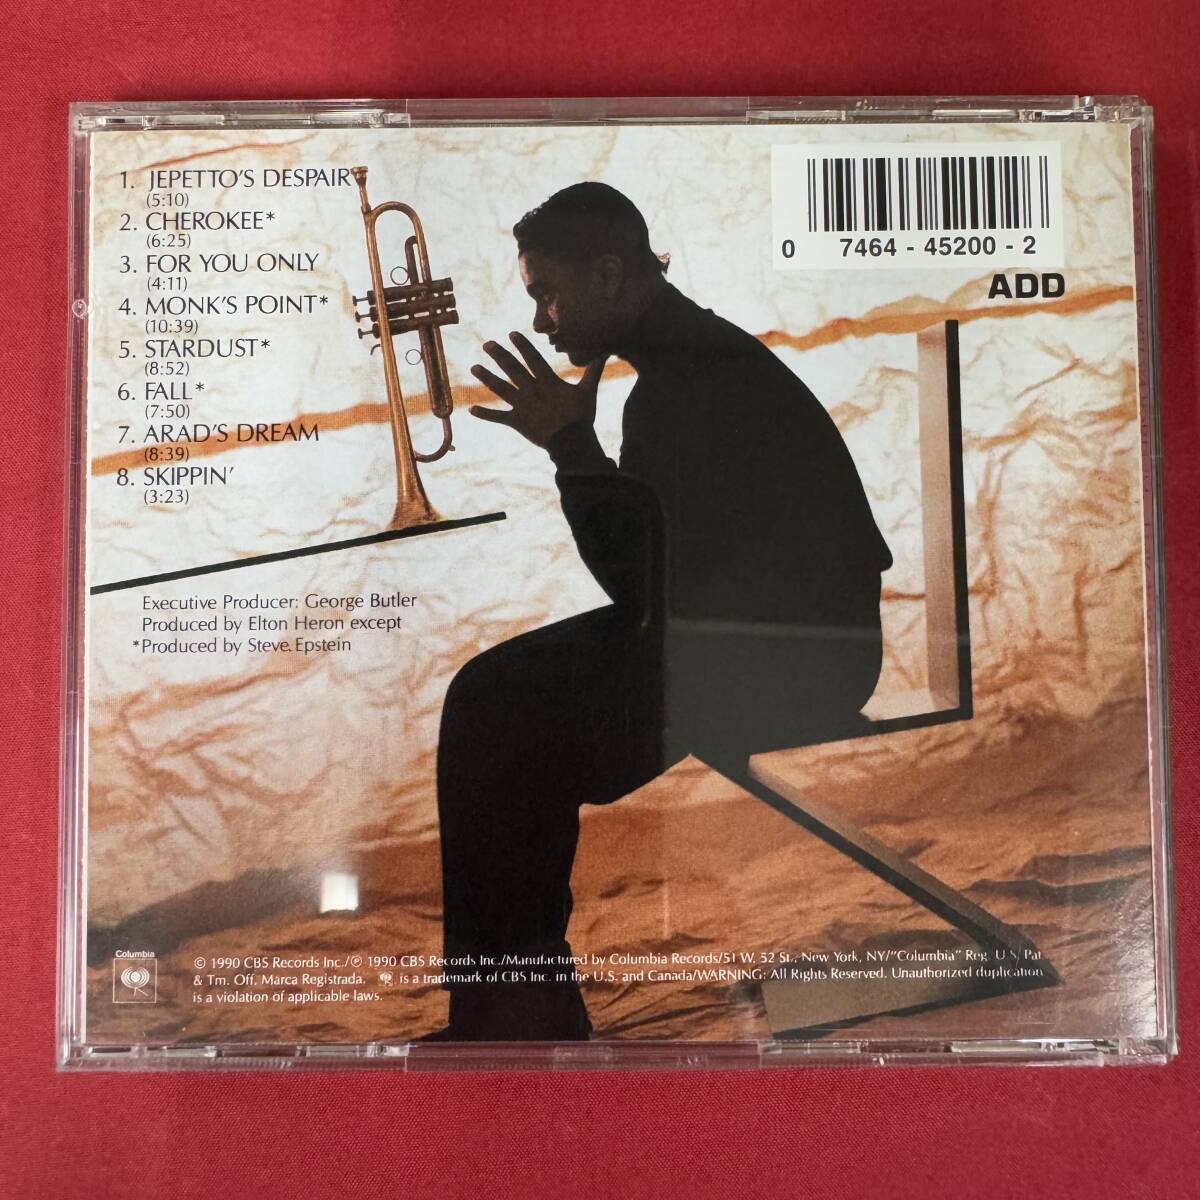 1. JEPETTO'S DESPAIR
(5:10)
2. CHEROKEE*
(6:25)
3. FOR YOU ONLY
(4:11)
4. MONK'S POINT*
(10:39)
5. STARDUST*
(8:52)
6. FALL*
(7:50)
7. ARAD'S DREAM
(8:39)
8. SKIPPIN'
(3:23)
0 7464 - 45200 - 2
ADD
Executive Producer: George Butler
Produced by Elton Heron except
*Produced by Steve Epstein
Columbia
© 1990 CBS Records Inc./℗ 1990 CBS Records Inc./Manufactured by Columbia Records/51 W. 52 St., New York, NY/"Columbia" Reg. U.S. Pat.
& Tm. Off. Marca Registrada. is a trademark of CBS Inc. in the U.S. and Canada/WARNING: All Rights Reserved. Unauthorized duplication
is a violation of applicable laws.